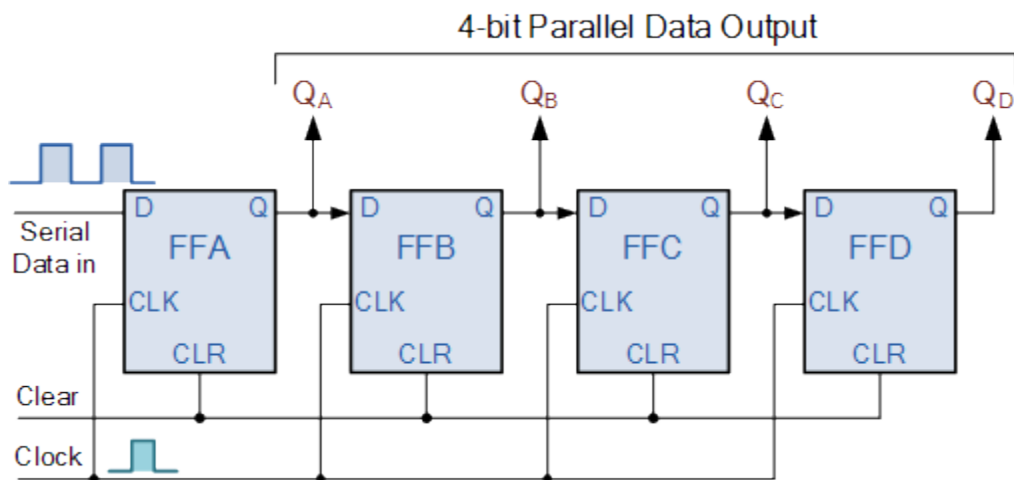 4-bit Parallel Data Output
QA QB QC QD
D Q D Q D Q D Q
Serial
Data in
FFA FFB FFC FFD
CLK CLK CLK CLK
CLR CLR CLR CLR
Clear
Clock